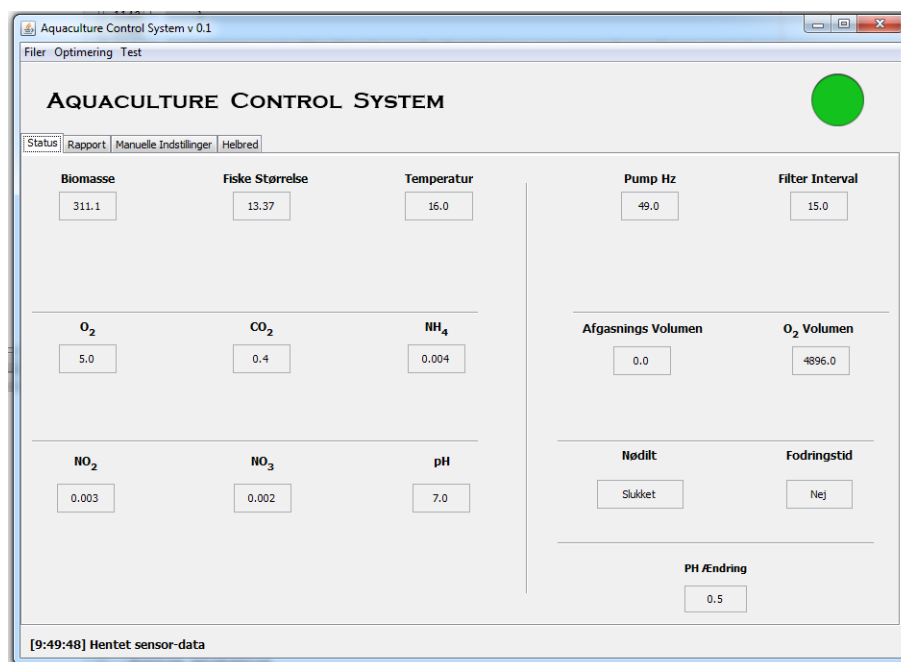 Aquaculture Control System v 0.1
Filer Optimering Test
AQUACULTURE CONTROL SYSTEM
Status Rapport Manuelle Indstillinger Helbred
Biomasse Fiske Størrelse Temperatur Pump Hz Filter Interval
311.1 13.37 16.0 49.0 15.0
O₂ CO₂ NH₄ Afgasnings Volumen O₂ Volumen
5.0 0.4 0.004 0.0 4896.0
NO₂ NO₃ pH Nødilt Fodringstid
0.003 0.002 7.0 Slukket Nej
PH Ændring
0.5
[9:49:48] Hentet sensor-data